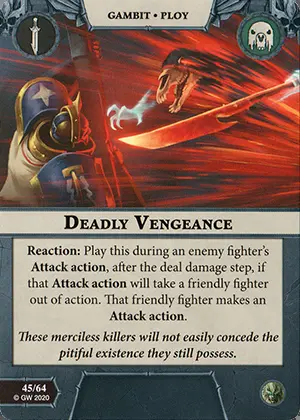 GAMBIT • PLOY
DEADLY VENGEANCE
Reaction: Play this during an enemy fighter's
Attack action, after the deal damage step, if
that Attack action will take a friendly fighter
out of action. That friendly fighter makes an
Attack action.
These merciless killers will not easily concede the
pitiful existence they still possess.
45/64
© GW 2020